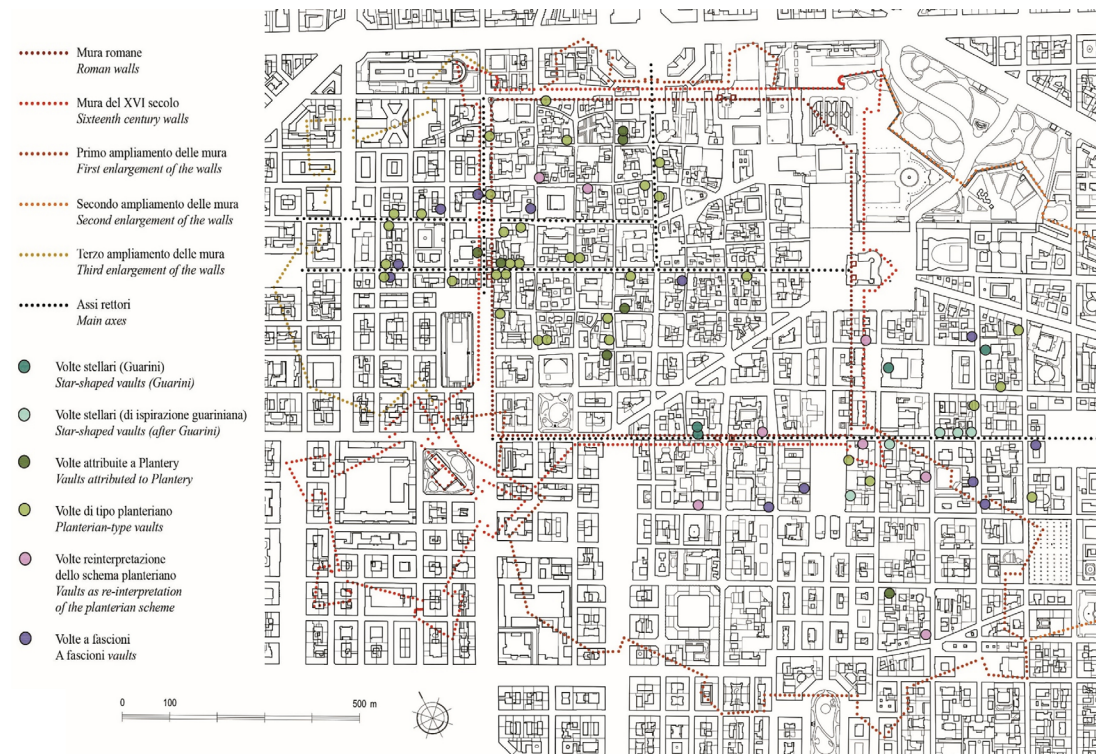 Mura romane
Roman walls
Mura del XVI secolo
Sixteenth century walls
Primo ampliamento delle mura
First enlargement of the walls
Secondo ampliamento delle mura
Second enlargement of the walls
Terzo ampliamento delle mura
Third enlargement of the walls
Assi rettori
Main axes
Volte stellari (Guarini)
Star-shaped vaults (Guarini)
Volte stellari (di ispirazione guariniana)
Star-shaped vaults (after Guarini)
Volte attribuite a Plantery
Vaults attributed to Plantery
Volte di tipo planteriano
Planterian-type vaults
Volte reinterpretazione
dello schema planteriano
Vaults as re-interpretation
of the planterian scheme
Volte a fascioni
A fascioni vaults
0 100 500 m